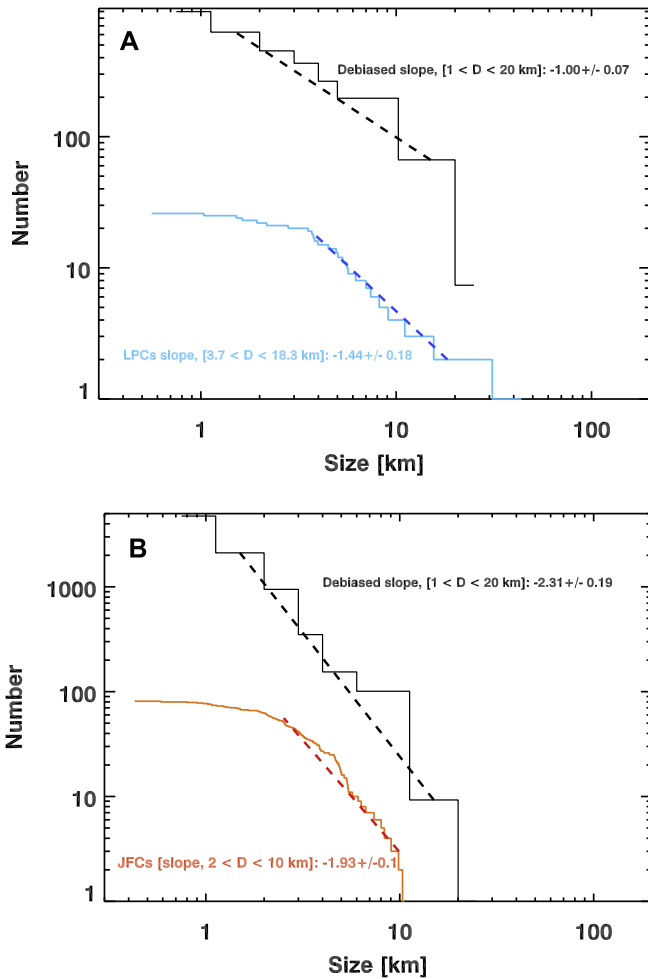 A
Debiased slope, [1 < D < 20 km]: -1.00+/- 0.07
100
10
1
Number
LPCs slope, [3.7 < D < 18.3 km]: -1.44+/- 0.18
1 10 100
Size [km]
B
Debiased slope, [1 < D < 20 km]: -2.31+/- 0.19
1000
100
10
1
Number
JFCs [slope, 2 < D < 10 km]: -1.93+/-0.1
1 10 100
Size [km]